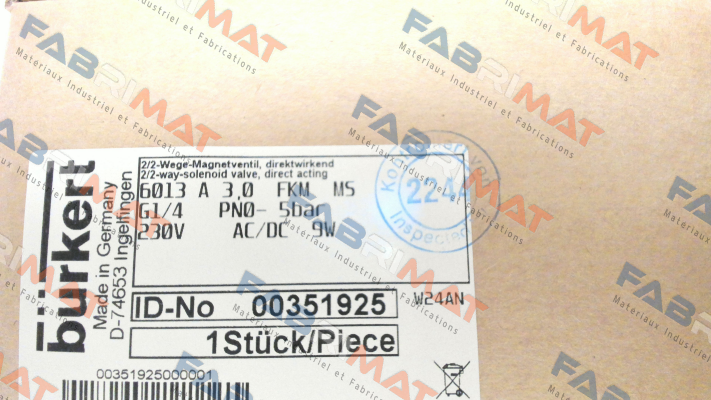 bürkert
Made in Germany
D-74653 Ingelfingen
2/2-Wege-Magnetventil, direktwirkend
2/2-way-solenoid valve, direct acting
6013 A 3,0 FKM MS
G1/4 PN0- 5bar
230V AC/DC 9W
224
Inspected
ID-No 00351925
W24AN
1Stück/Piece
00351925000001
FABRIMAT
Materiaux Industriel et Fabrications